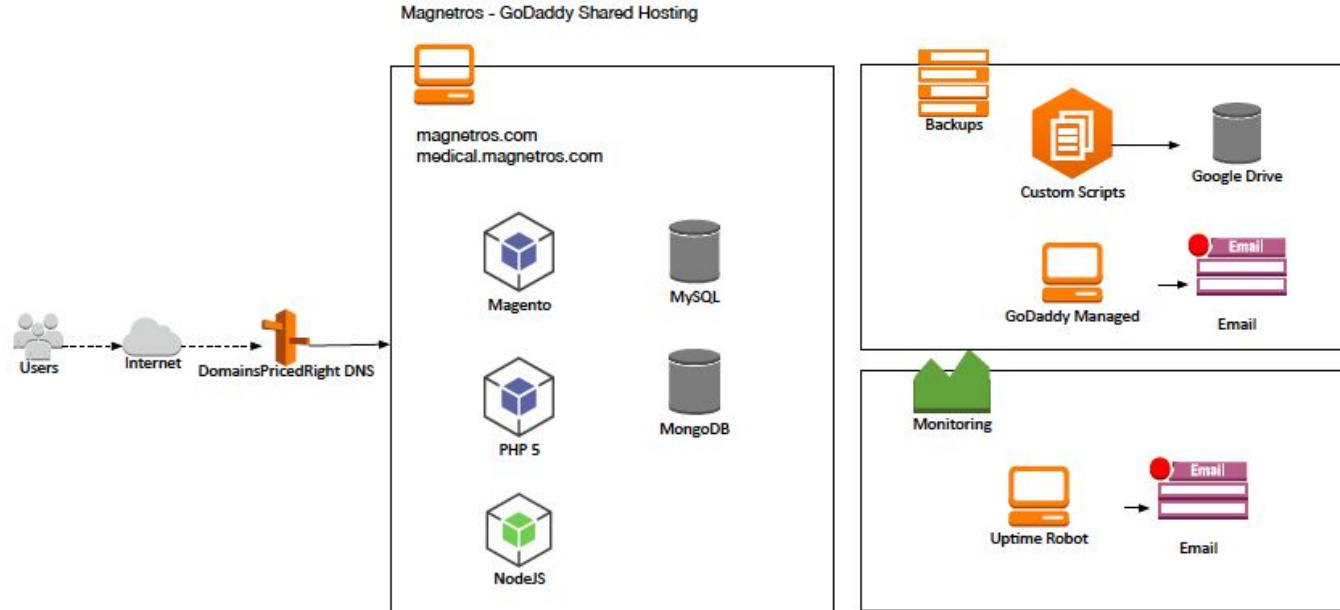 Magnetros - GoDaddy Shared Hosting
magnetros.com
medical.magnetros.com
Magento
MySQL
PHP 5
MongoDB
NodeJS
Users
Internet
DomainsPricedRight DNS
Backups
Custom Scripts
Google Drive
GoDaddy Managed
Email
Email
Monitoring
Uptime Robot
Email
Email